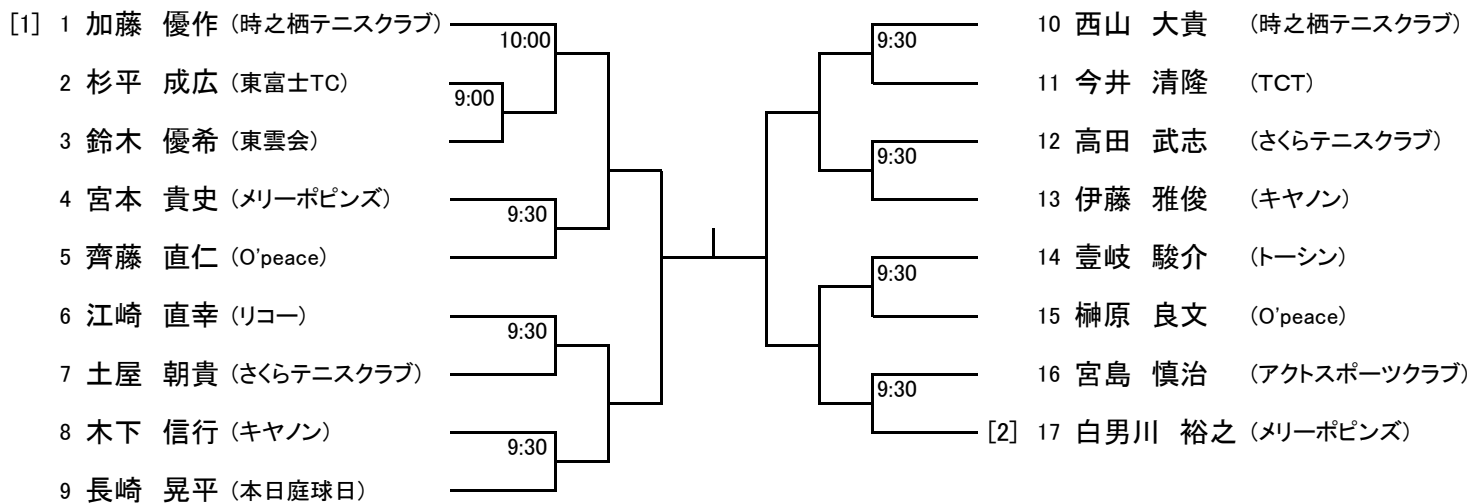 [1] 1 加藤 優作 (時之栖テニスクラブ)
10:00
2 杉平 成広 (東富士TC)
9:00
3 鈴木 優希 (東雲会)
4 宮本 貴史 (メリーポピンズ)
9:30
5 齊藤 直仁 (O'peace)
6 江崎 直幸 (リコー)
9:30
7 土屋 朝貴 (さくらテニスクラブ)
8 木下 信行 (キヤノン)
9:30
9 長崎 晃平 (本日庭球日)
10 西山 大貴 (時之栖テニスクラブ)
9:30
11 今井 清隆 (TCT)
12 高田 武志 (さくらテニスクラブ)
9:30
13 伊藤 雅俊 (キヤノン)
14 壹岐 駿介 (トーシン)
9:30
15 榊原 良文 (O'peace)
16 宮島 慎治 (アクトスポーツクラブ)
9:30
[2] 17 白男川 裕之 (メリーポピンズ)